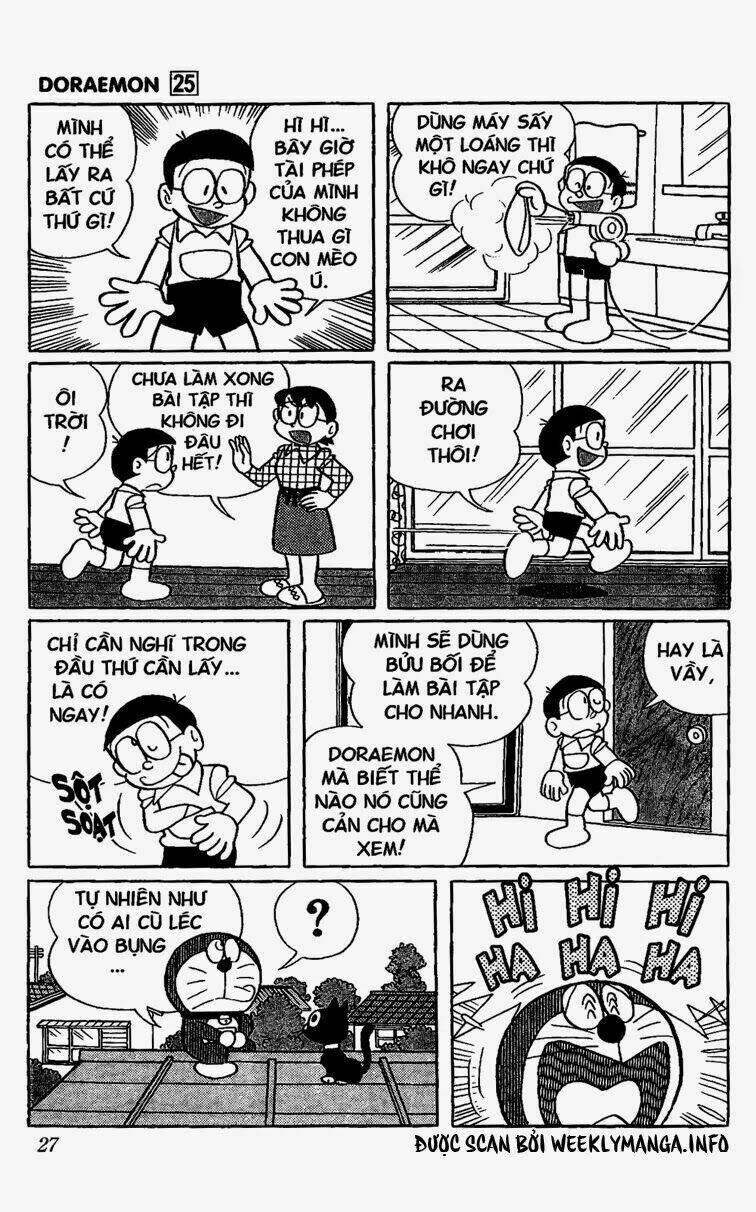 DORAEMON 25
DÙNG MÁY SẤY
MỘT LOÁNG THÌ
KHÔ NGAY CHỨ
GÌ!
HÌ HÌ...
BÂY GIỜ
TÀI PHÉP
CỦA MÌNH
KHÔNG
THUA GÌ
CON MÈO
Ú.
MÌNH
CÓ THỂ
LẤY RA
BẤT CỨ
THỨ GÌ!
RA
ĐƯỜNG
CHƠI
THÔI!
CHƯA LÀM XONG
BÀI TẬP THÌ
KHÔNG ĐI
ĐÂU
HẾT!
ÔI
TRỜI
!
HAY LÀ
VẦY,
MÌNH SẼ DÙNG
BỬU BỐI ĐỂ
LÀM BÀI TẬP
CHO NHANH.
DORAEMON
MÀ BIẾT THỂ
NÀO NÓ CŨNG
CẢN CHO MÀ
XEM!
CHỈ CẦN NGHĨ TRONG
ĐẦU THỨ CẦN LẤY...
LÀ CÓ
NGAY!
SỘT
SOẠT
HI HI HI
HA HA HA
?
TỰ NHIÊN NHƯ
CÓ AI CÙ LÉC
VÀO BỤNG
...
27
ĐƯỢC SCAN BỞI WEEKLYMANGA.INFO